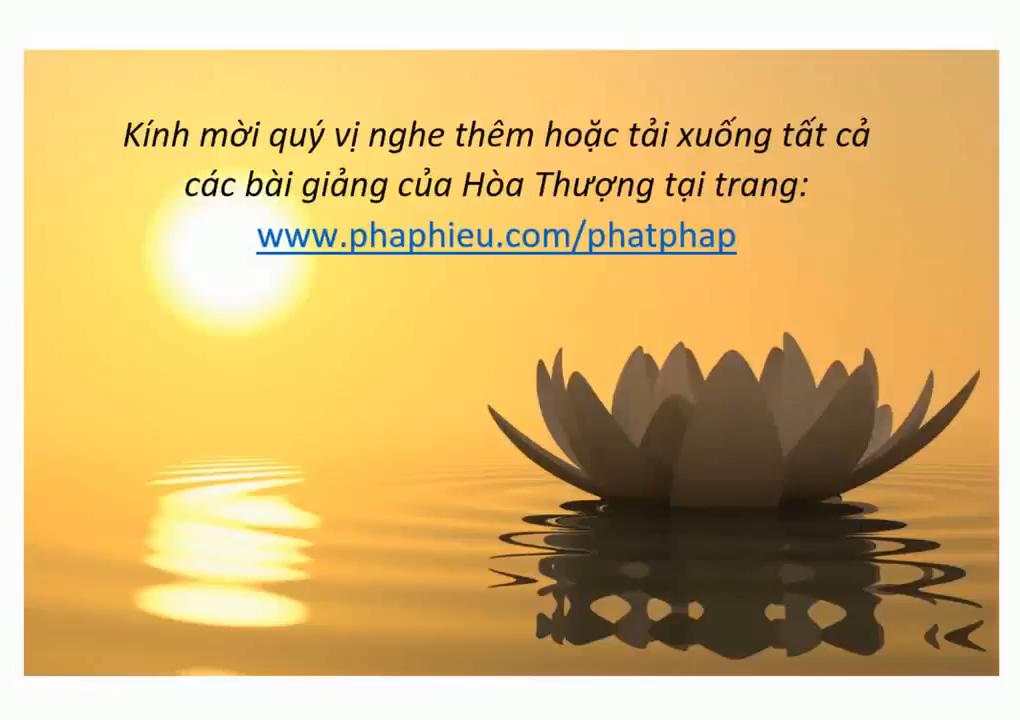 Kính mời quý vị nghe thêm hoặc tải xuống tất cả
các bài giảng của Hòa Thượng tại trang:
www.phaphieu.com/phatphap